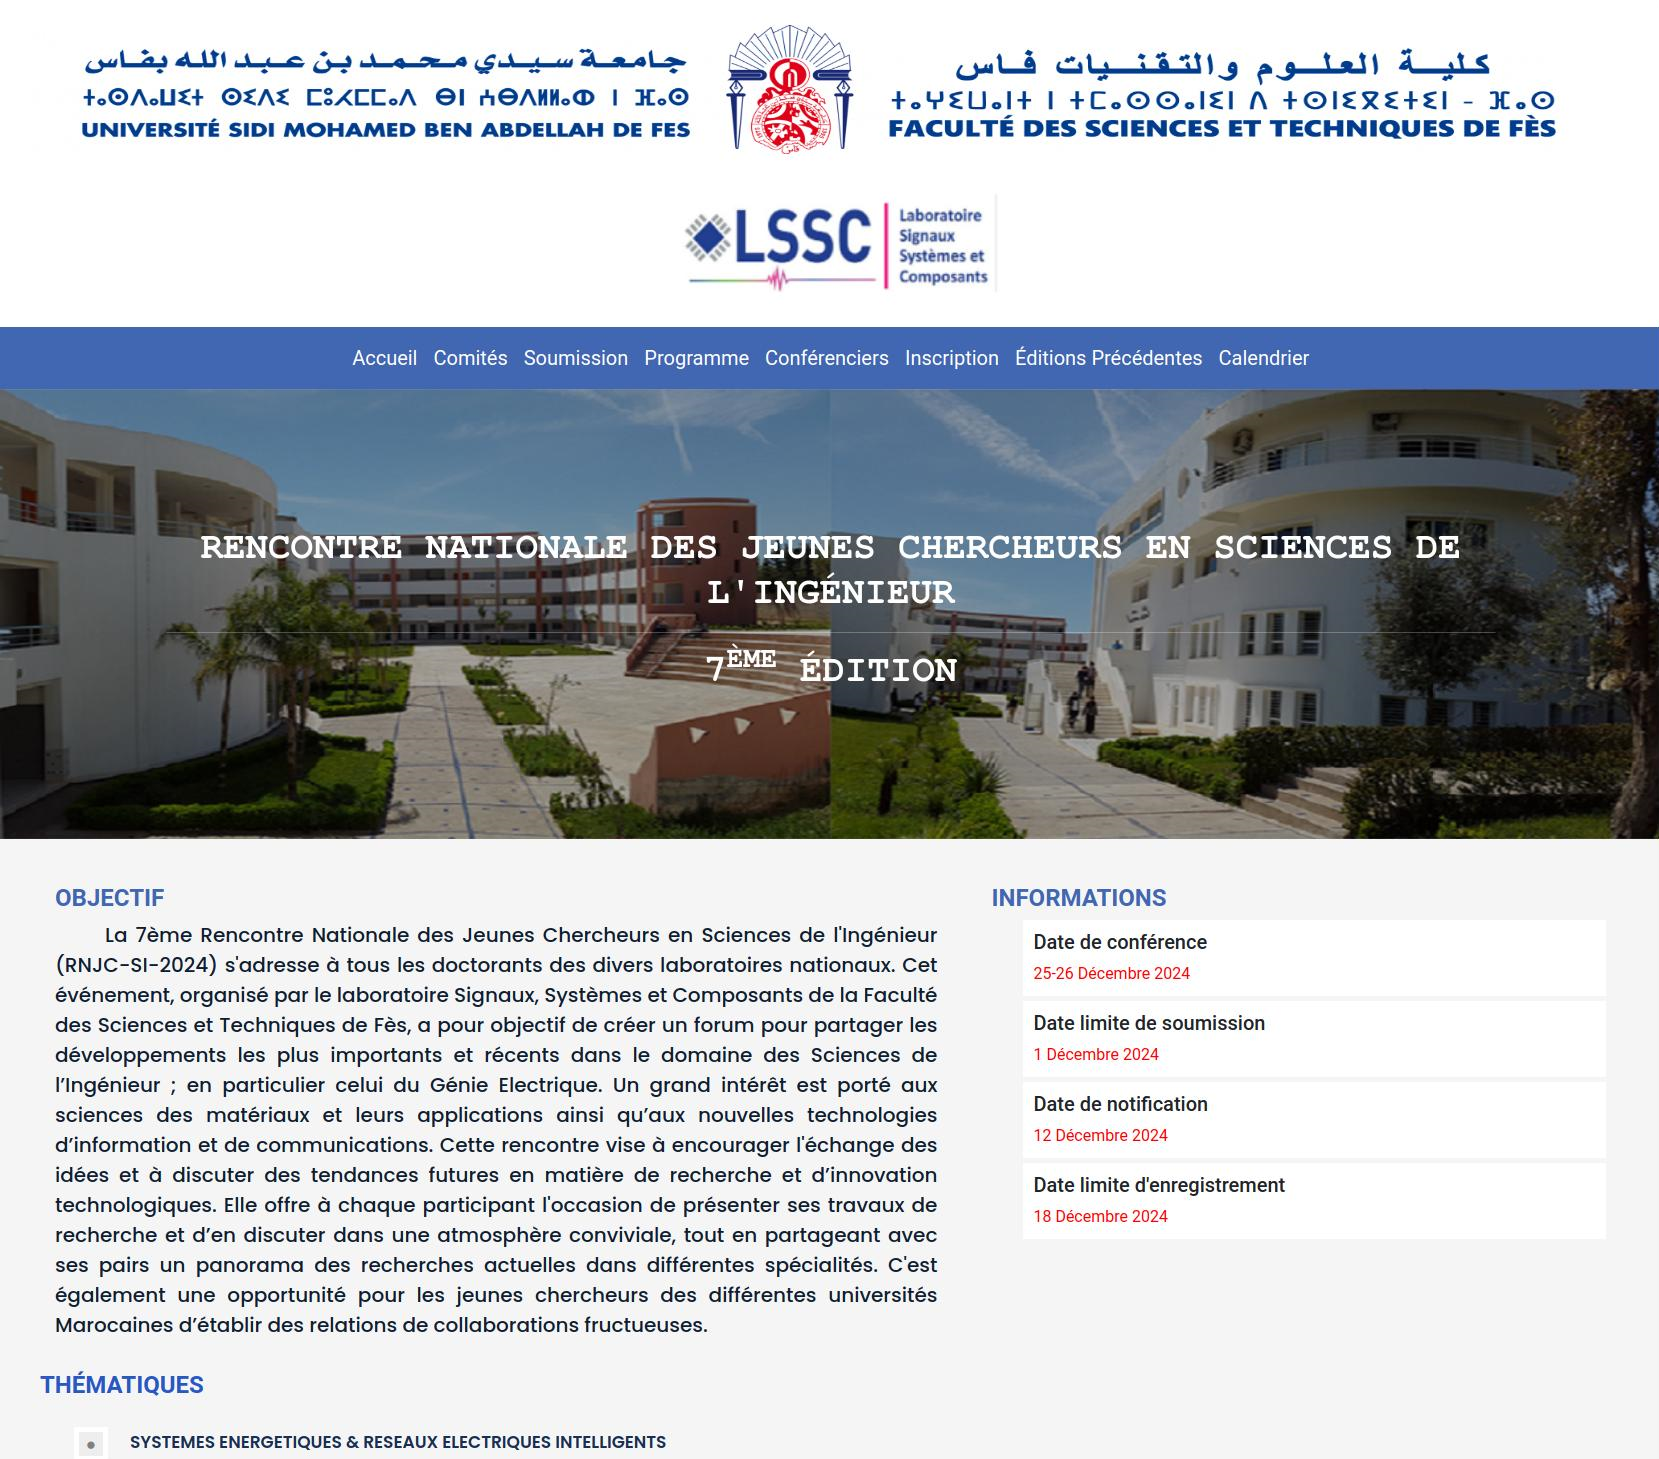 جامعة سيدي محمد بن عبد الله بفاس
ⵜⴰⵙⴷⴰⵡⵉⵜ ⵙⵉⴷⵉ ⵎⵓⵃⵎⵎⴰⴷ ⴱⵏ ⵄⴱⴷⵍⵍⴰⵀ ⵏ ⴼⴰⵙ
UNIVERSITÉ SIDI MOHAMED BEN ABDELLAH DE FES
كلية العلوم والتقنيات فاس
ⵜⴰⵖⵉⵡⴰⵏⵜ ⵏ ⵜⵎⴰⵙⵙⴰⵏⵉⵏ ⴷ ⵜⵙⵏⵉⴳⵉⵜⵉⵏ - ⴼⴰⵙ
FACULTÉ DES SCIENCES ET TECHNIQUES DE FÈS
LSSC
Laboratoire
Signaux
Systèmes et
Composants
Accueil Comités Soumission Programme Conférenciers Inscription Éditions Précédentes Calendrier
RENCONTRE NATIONALE DES JEUNES CHERCHEURS EN SCIENCES DE
L'INGÉNIEUR
7ÈME ÉDITION
OBJECTIF
La 7ème Rencontre Nationale des Jeunes Chercheurs en Sciences de l'Ingénieur
(RNJC-SI-2024) s'adresse à tous les doctorants des divers laboratoires nationaux. Cet
événement, organisé par le laboratoire Signaux, Systèmes et Composants de la Faculté
des Sciences et Techniques de Fès, a pour objectif de créer un forum pour partager les
développements les plus importants et récents dans le domaine des Sciences de
l’Ingénieur ; en particulier celui du Génie Electrique. Un grand intérêt est porté aux
sciences des matériaux et leurs applications ainsi qu’aux nouvelles technologies
d’information et de communications. Cette rencontre vise à encourager l'échange des
idées et à discuter des tendances futures en matière de recherche et d’innovation
technologiques. Elle offre à chaque participant l'occasion de présenter ses travaux de
recherche et d’en discuter dans une atmosphère conviviale, tout en partageant avec
ses pairs un panorama des recherches actuelles dans différentes spécialités. C'est
également une opportunité pour les jeunes chercheurs des différentes universités
Marocaines d’établir des relations de collaborations fructueuses.
INFORMATIONS
Date de conférence
25-26 Décembre 2024
Date limite de soumission
1 Décembre 2024
Date de notification
12 Décembre 2024
Date limite d'enregistrement
18 Décembre 2024
THÉMATIQUES
SYSTEMES ENERGETIQUES & RESEAUX ELECTRIQUES INTELLIGENTS